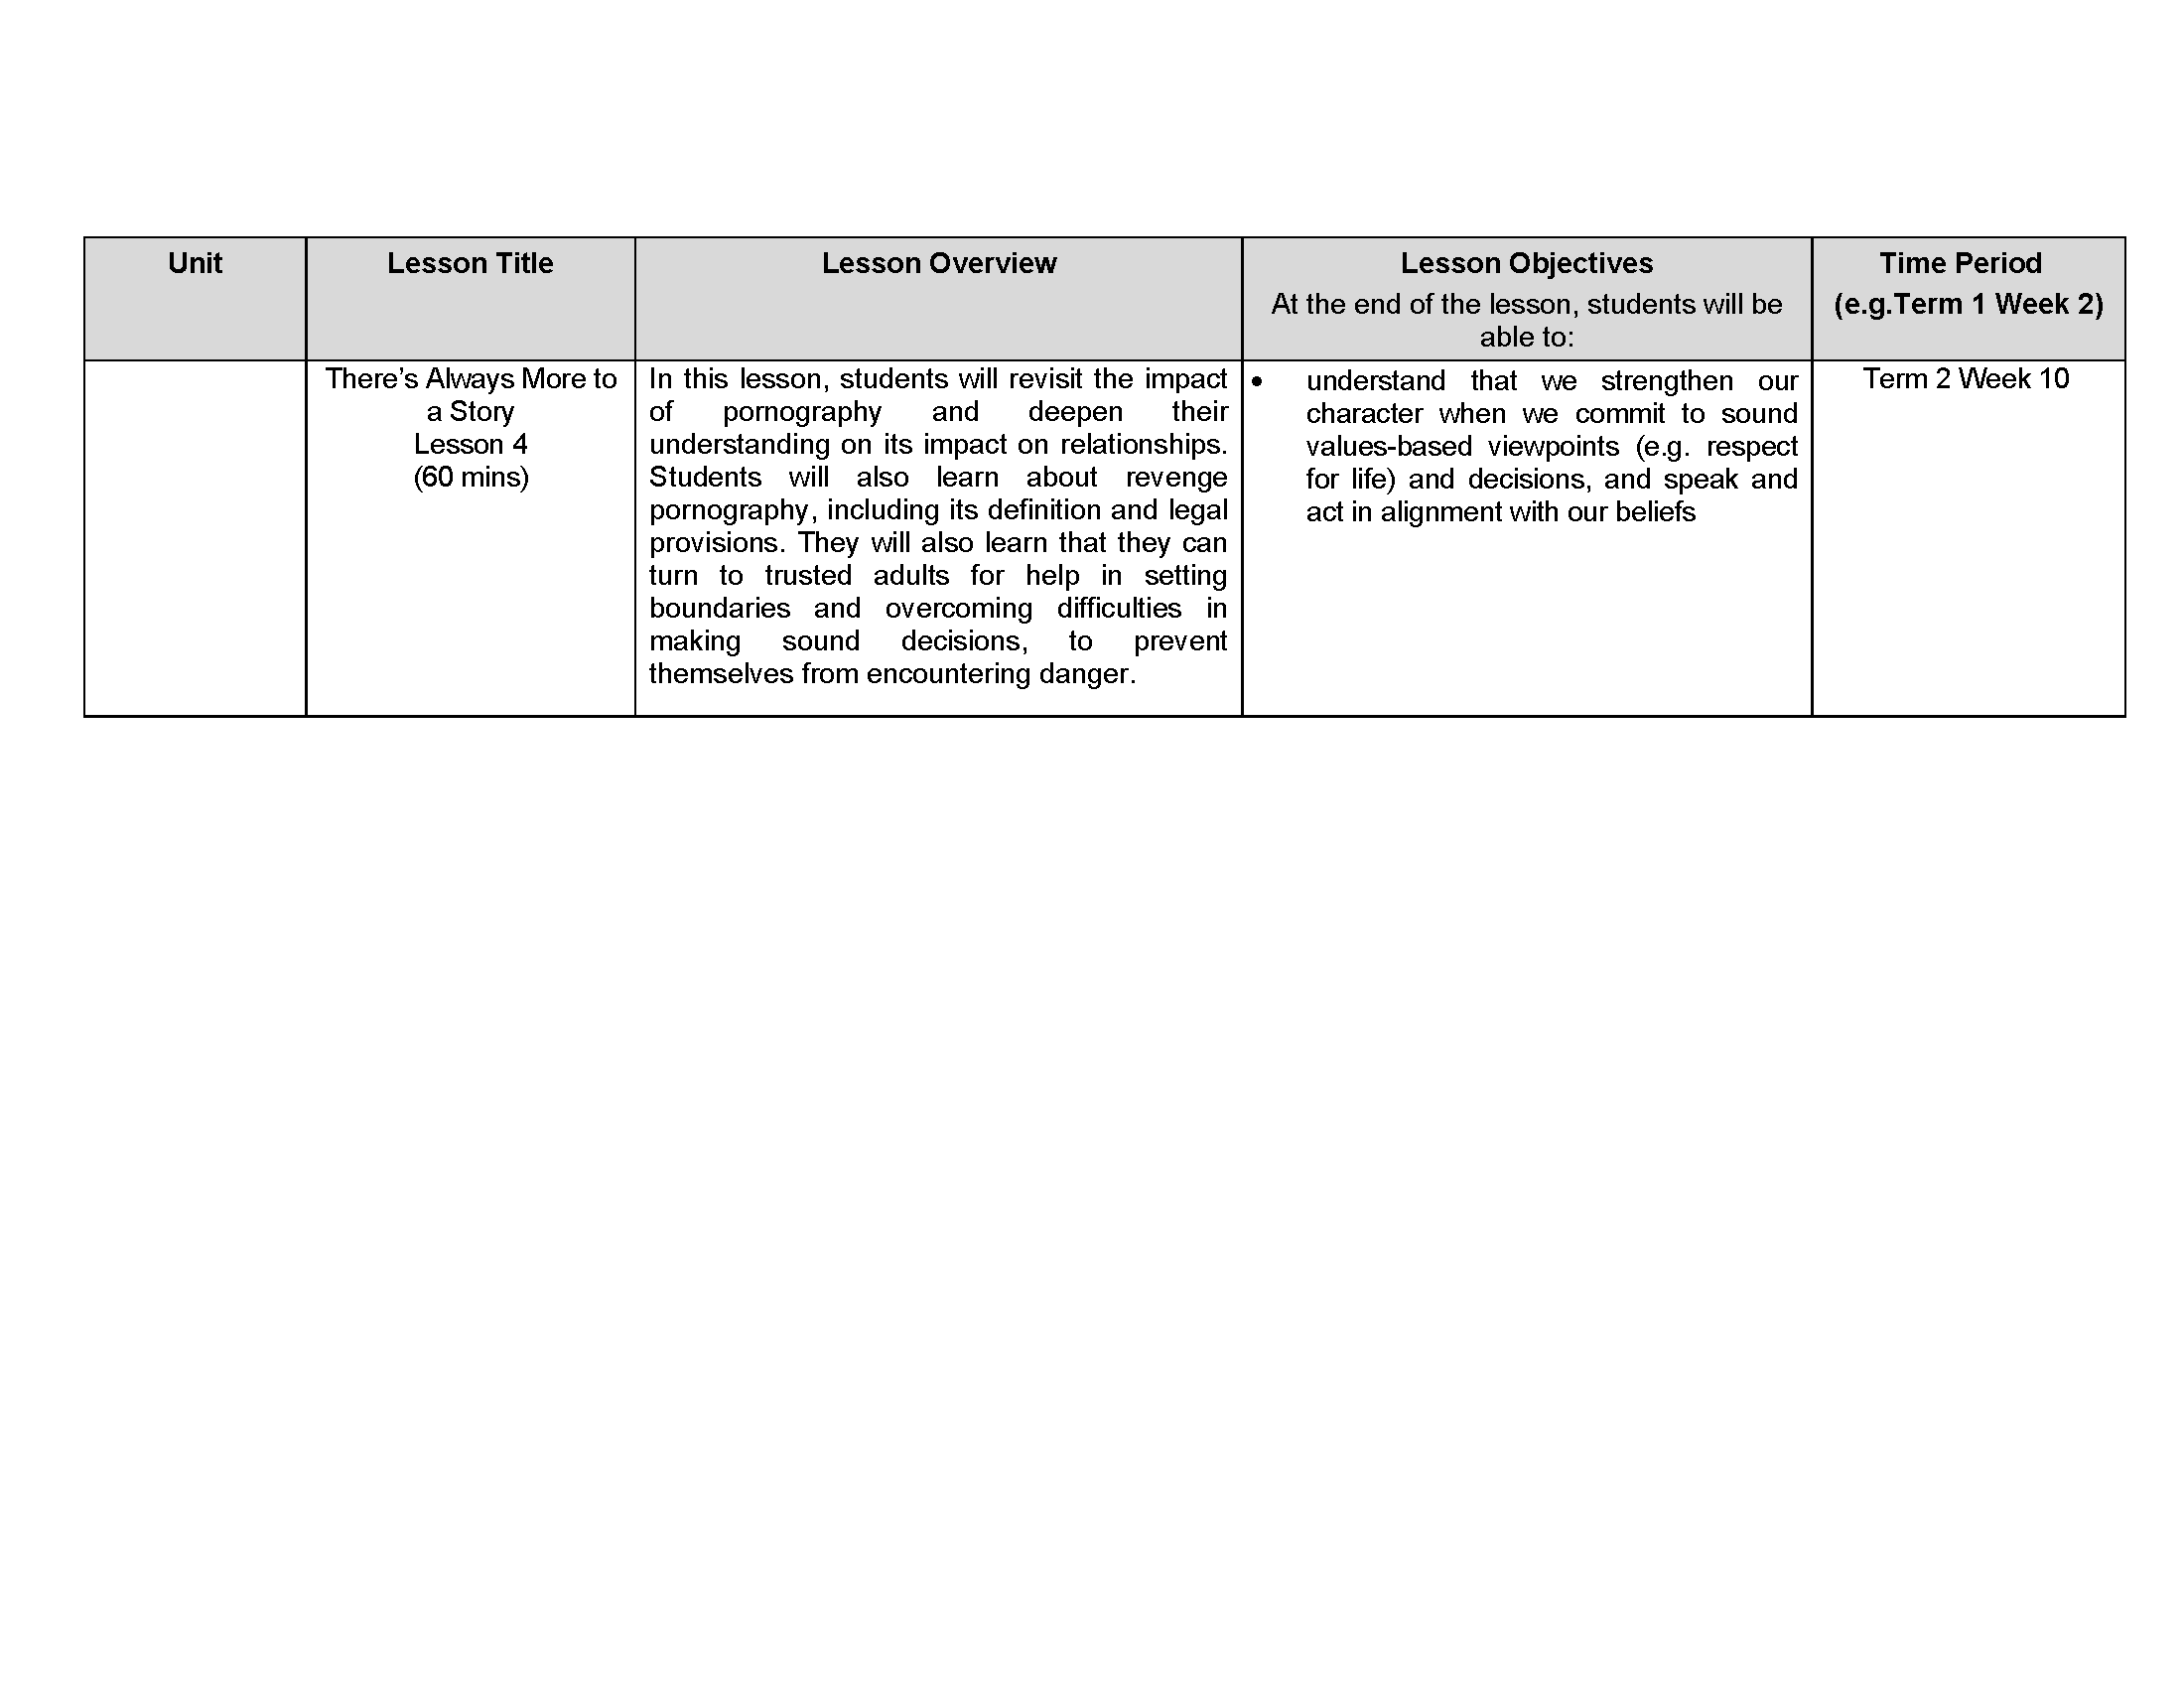 Unit
Lesson Title
Lesson Overview
Lesson Objectives
At the end of the lesson, students will be
able to:
Time Period
(e.g.Term 1 Week 2)
There’s Always More to
a Story
Lesson 4
(60 mins)
In this lesson, students will revisit the impact
of pornography and deepen their
understanding on its impact on relationships.
Students will also learn about revenge
pornography, including its definition and legal
provisions. They will also learn that they can
turn to trusted adults for help in setting
boundaries and overcoming difficulties in
making sound decisions, to prevent
themselves from encountering danger.
• understand that we strengthen our
character when we commit to sound
values-based viewpoints (e.g. respect
for life) and decisions, and speak and
act in alignment with our beliefs
Term 2 Week 10